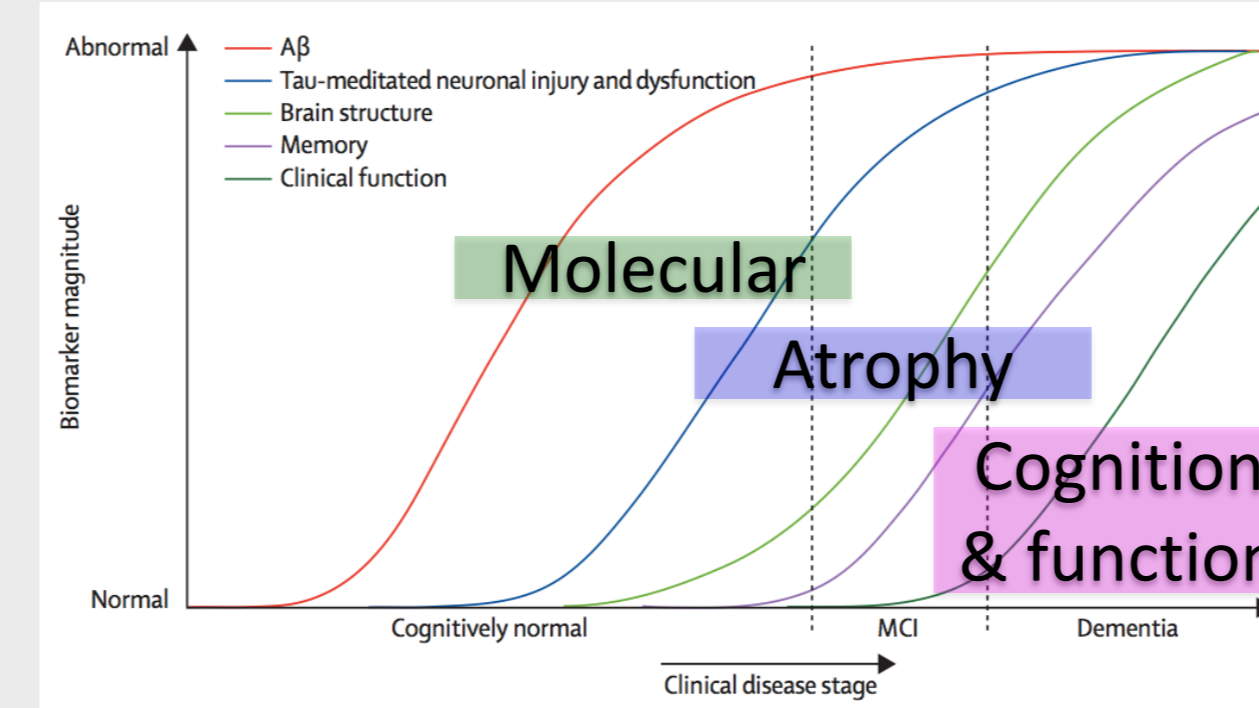 Abnormal
Aβ
Tau-meditated neuronal injury and dysfunction
Brain structure
Memory
Clinical function
Biomarker magnitude
Molecular
Atrophy
Cognition
& function
Normal
Cognitively normal
MCI
Dementia
Clinical disease stage